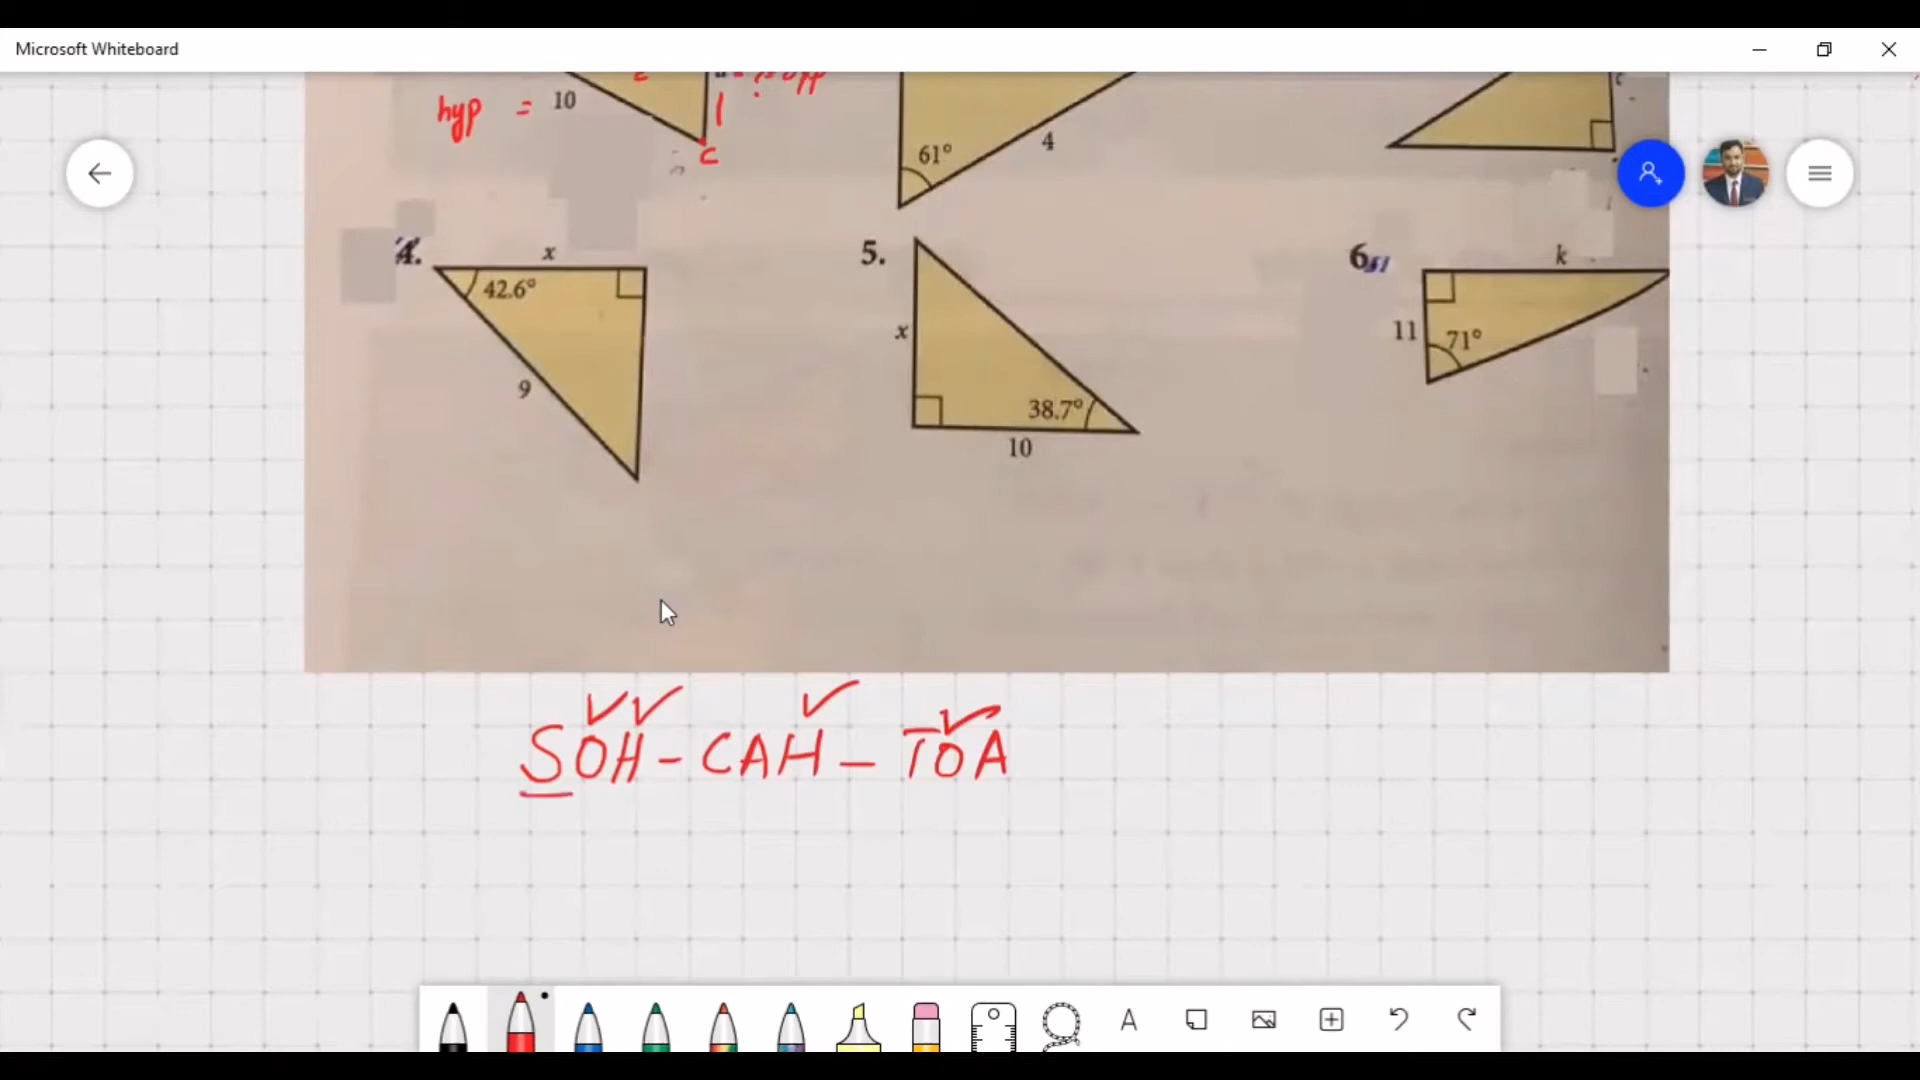 Microsoft Whiteboard
hyp = 10
c
61°
4
4.
x
42.6°
9
5.
x
38.7°
10
6
k
11
71°
SOH - CAH - TOA
A